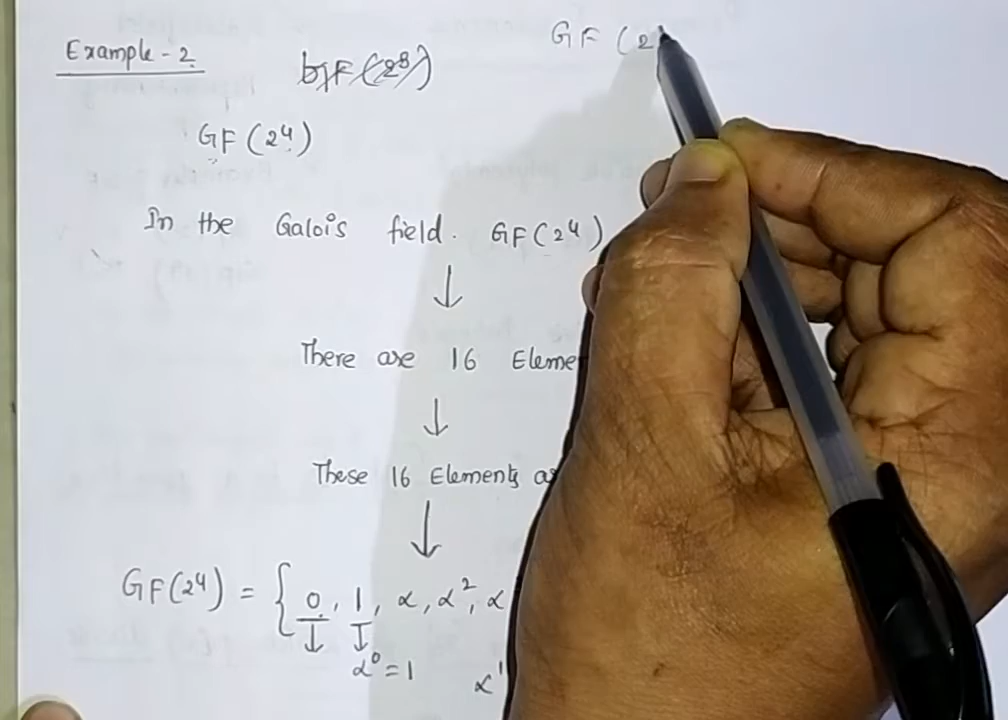 Example-2. GF(2³) GF (2
GF (2⁴)
In the Galois field. GF(2⁴)
↓
There are 16 Eleme
↓
These 16 Elements a
↓
GF(2⁴) = { 0, 1, α, α², α
α⁰ = 1 α¹